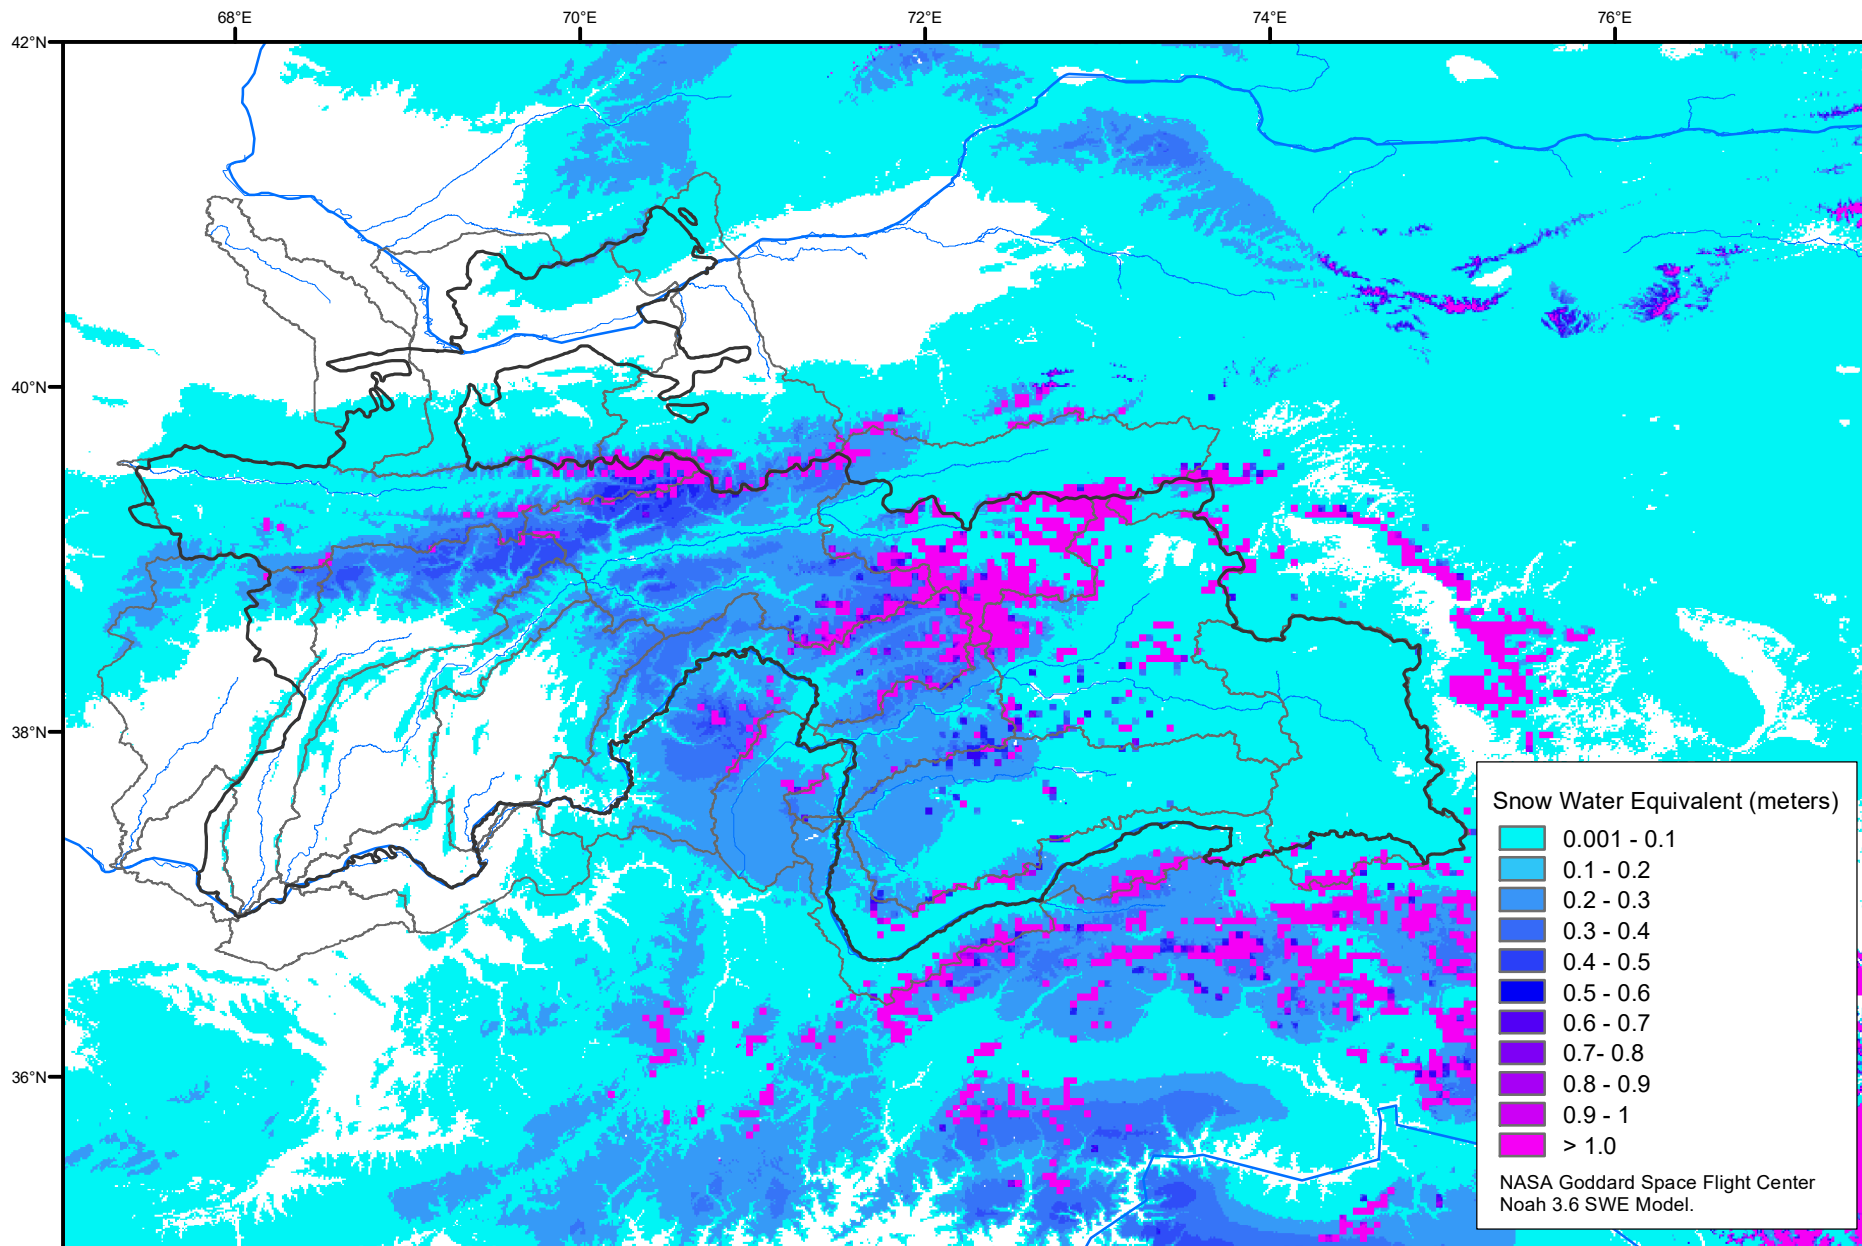 68°E 70°E 72°E 74°E 76°E
42°N
40°N
38°N
36°N
Snow Water Equivalent (meters)
0.001 - 0.1
0.1 - 0.2
0.2 - 0.3
0.3 - 0.4
0.4 - 0.5
0.5 - 0.6
0.6 - 0.7
0.7- 0.8
0.8 - 0.9
0.9 - 1
> 1.0
NASA Goddard Space Flight Center
Noah 3.6 SWE Model.